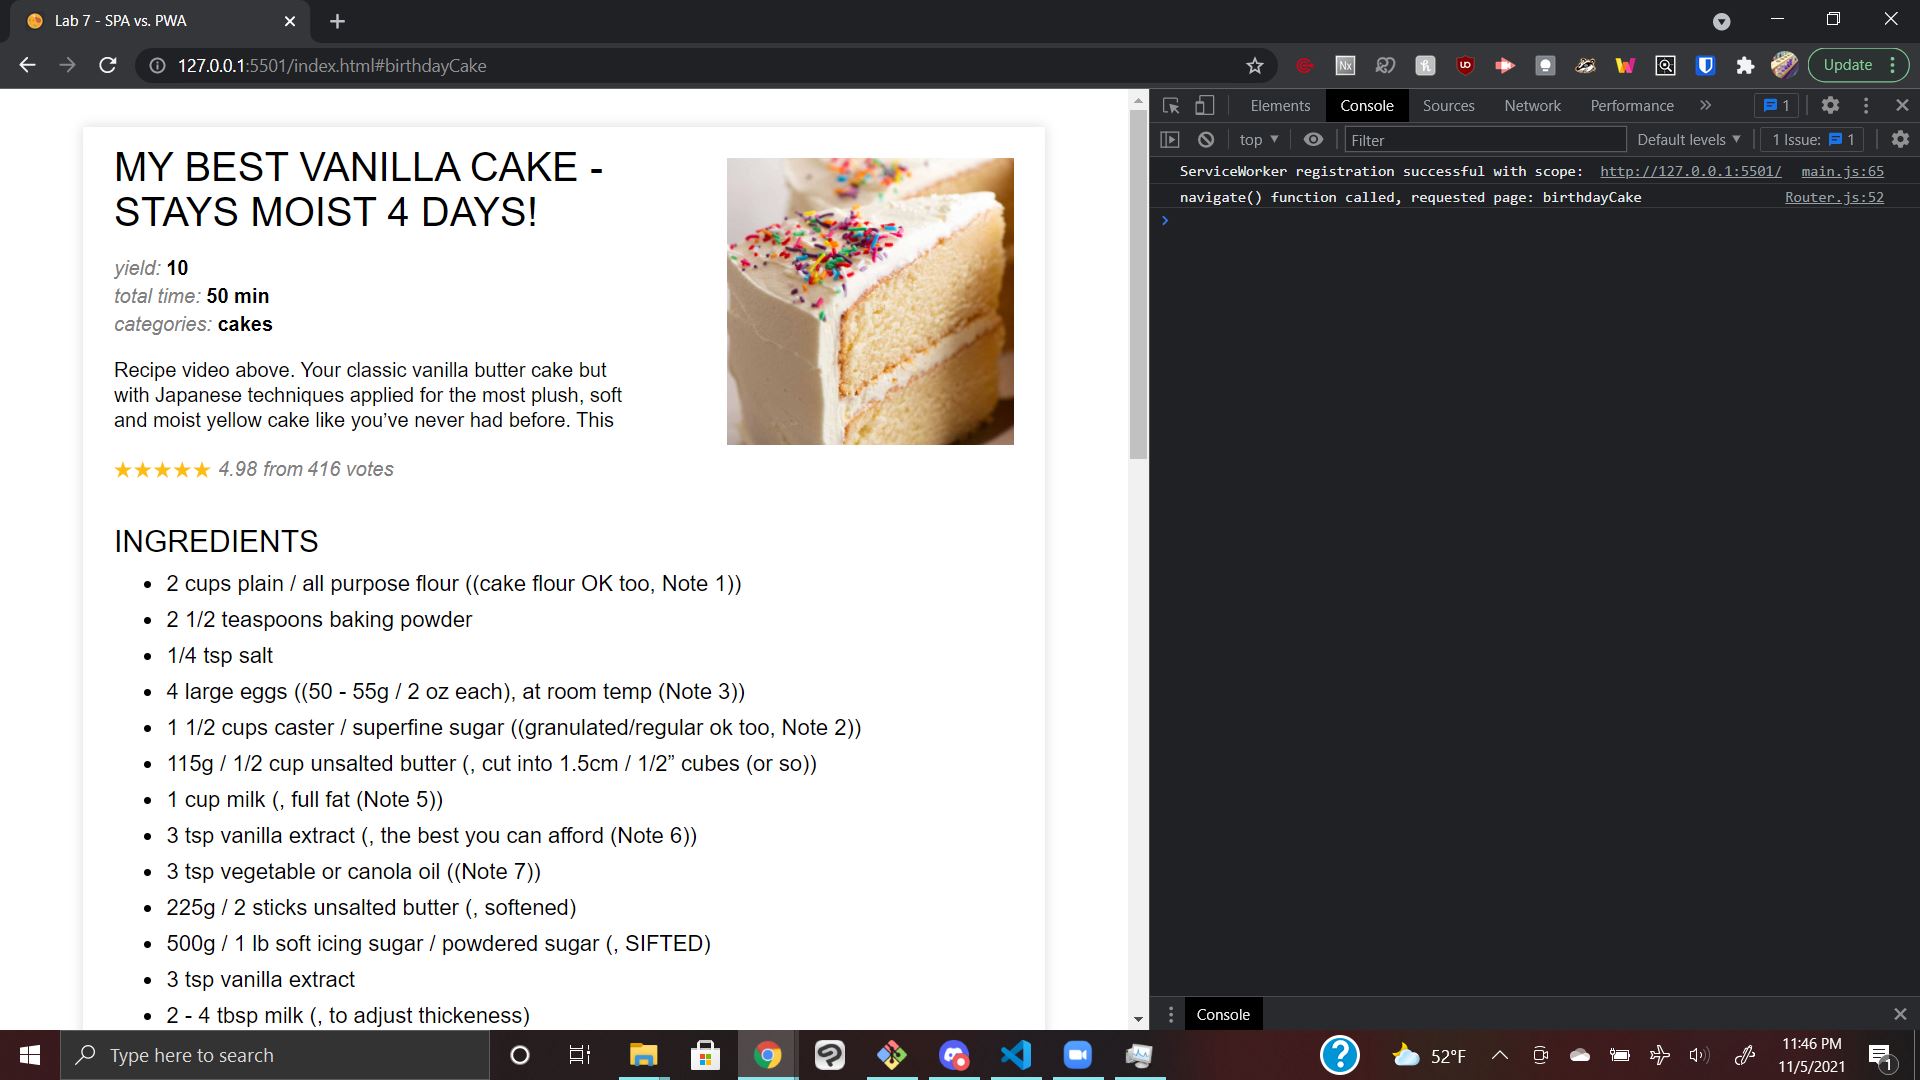 Lab 7 - SPA vs. PWA
127.0.0.1:5501/index.html#birthdayCake
Nx
Update
Elements Console Sources Network Performance 1
top Filter Default levels 1 Issue: 1
ServiceWorker registration successful with scope: http://127.0.0.1:5501/ main.js:65
navigate() function called, requested page: birthdayCake Router.js:52
MY BEST VANILLA CAKE -
STAYS MOIST 4 DAYS!
yield: 10
total time: 50 min
categories: cakes
Recipe video above. Your classic vanilla butter cake but
with Japanese techniques applied for the most plush, soft
and moist yellow cake like you’ve never had before. This
4.98 from 416 votes
INGREDIENTS
2 cups plain / all purpose flour ((cake flour OK too, Note 1))
2 1/2 teaspoons baking powder
1/4 tsp salt
4 large eggs ((50 - 55g / 2 oz each), at room temp (Note 3))
1 1/2 cups caster / superfine sugar ((granulated/regular ok too, Note 2))
115g / 1/2 cup unsalted butter (, cut into 1.5cm / 1/2” cubes (or so))
1 cup milk (, full fat (Note 5))
3 tsp vanilla extract (, the best you can afford (Note 6))
3 tsp vegetable or canola oil ((Note 7))
225g / 2 sticks unsalted butter (, softened)
500g / 1 lb soft icing sugar / powdered sugar (, SIFTED)
3 tsp vanilla extract
2 - 4 tbsp milk (, to adjust thickeness)
Console
Type here to search
52°F
11:46 PM
11/5/2021
1